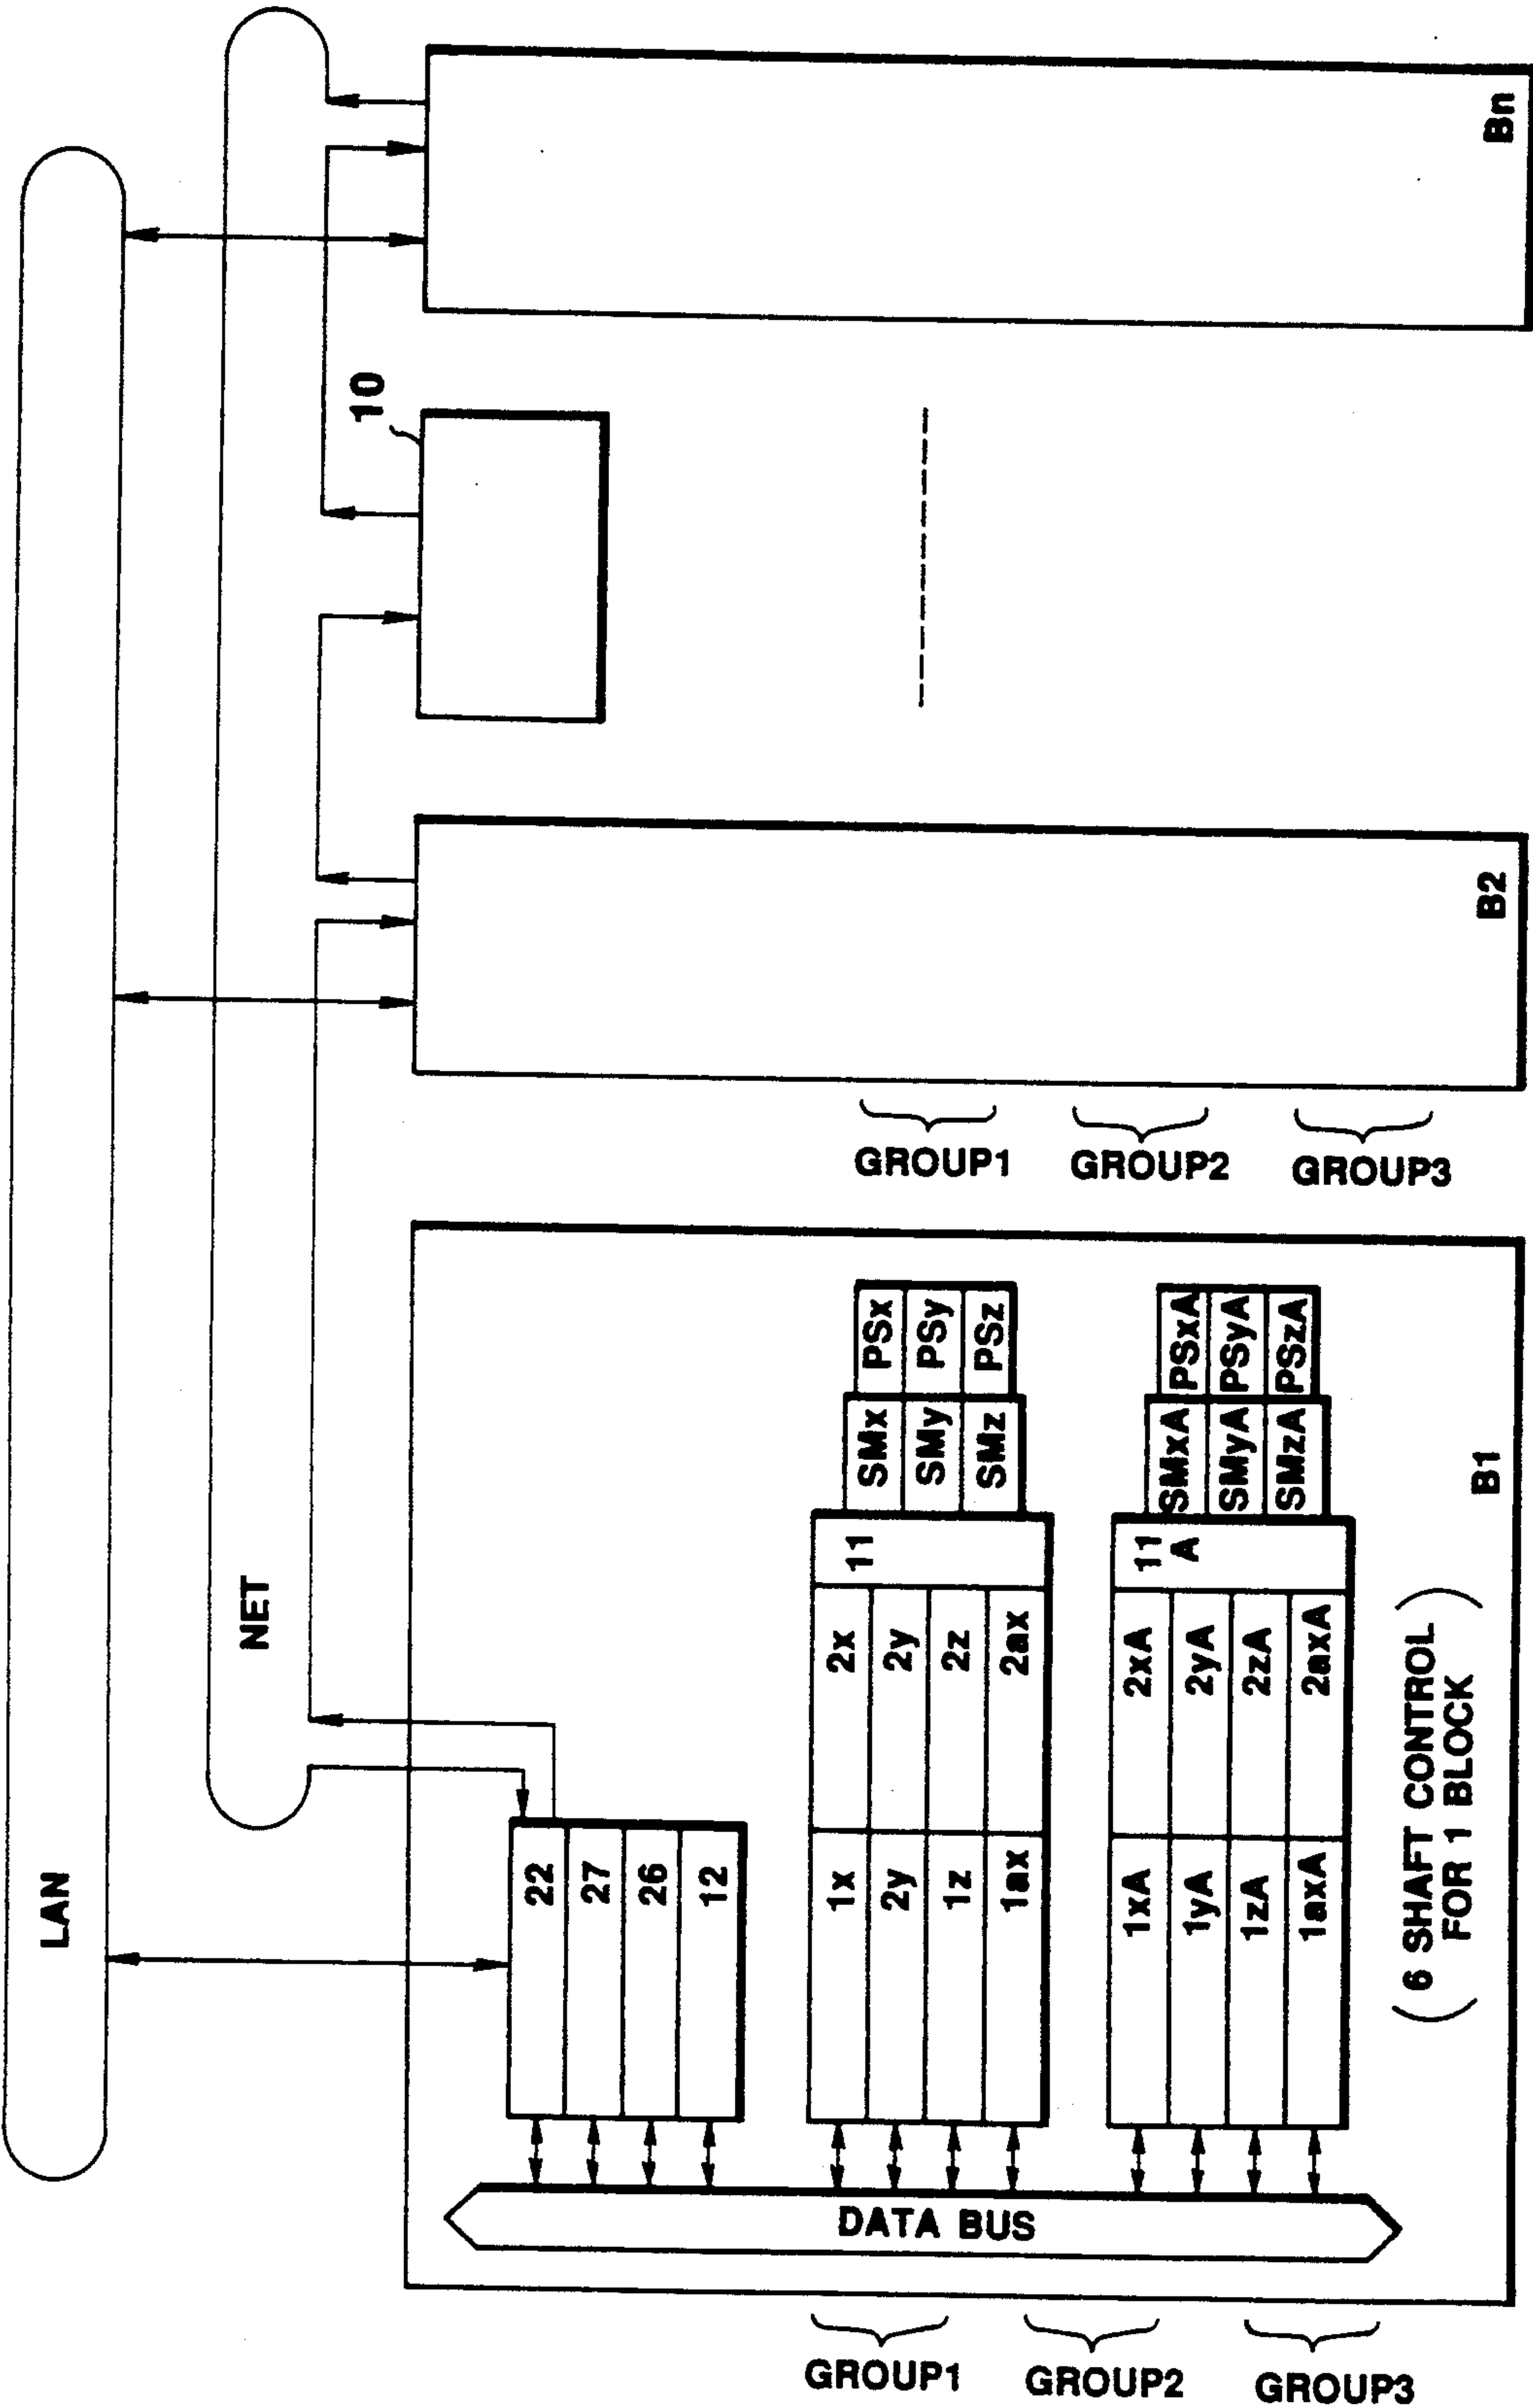 LAN
NET
10
22
27
26
12
DATA BUS
1x 2x
2y 2y
1z 2z
1ax 2ax
11
SMx PSx
SMy PSy
SMz PSz
1xA 2xA
1yA 2yA
1zA 2zA
1axA 2axA
11
A
SMxA PSxA
SMyA PSyA
SMzA PSzA
(6 SHAFT CONTROL
FOR 1 BLOCK)
B1
B2
Bn
GROUP1
GROUP2
GROUP3
GROUP1
GROUP2
GROUP3